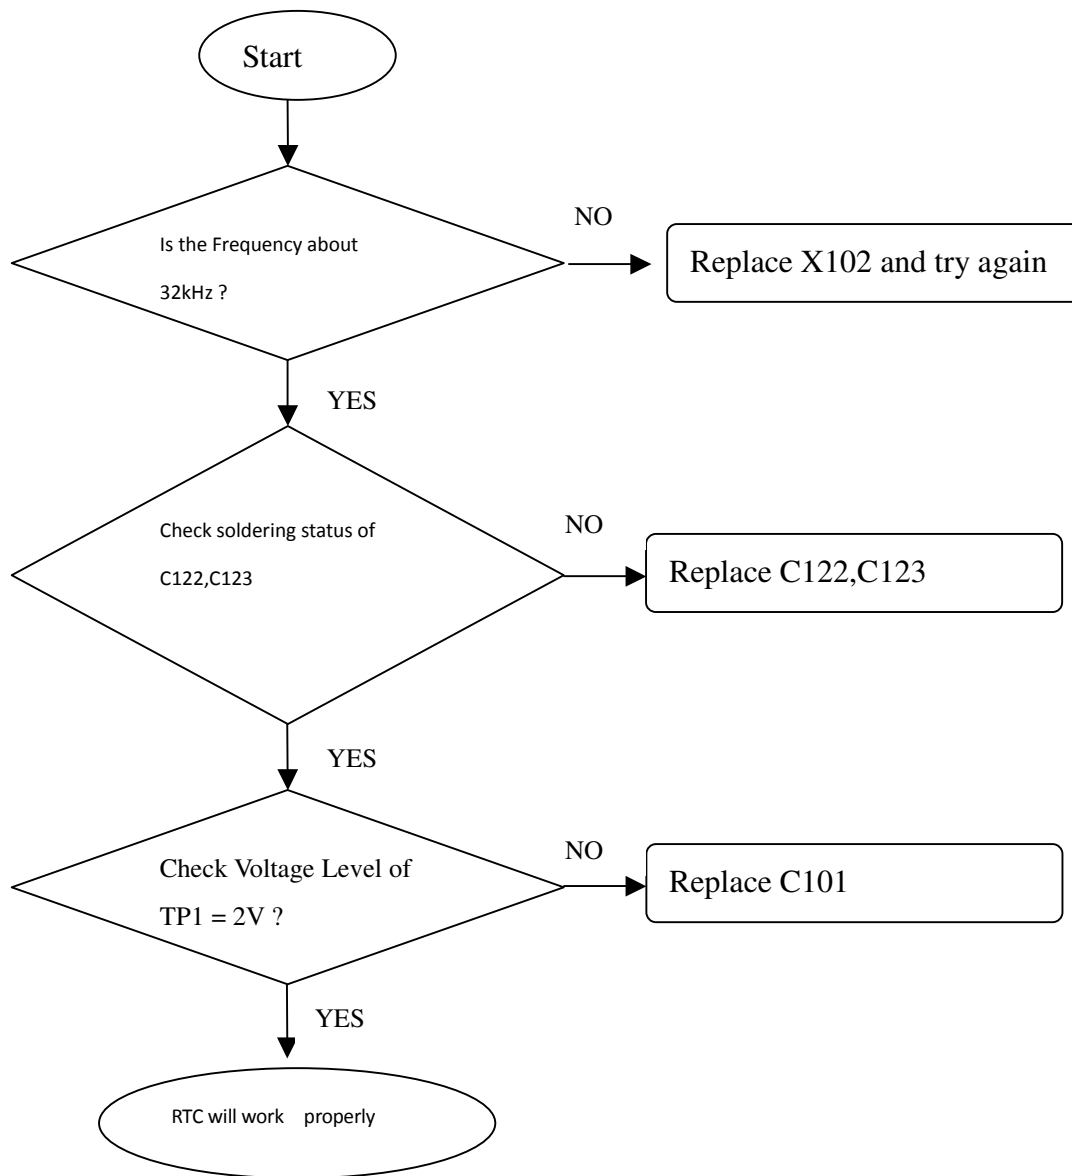 Start
Is the Frequency about
32kHz ?
NO
Replace X102 and try again
YES
Check soldering status of
C122,C123
NO
Replace C122,C123
YES
Check Voltage Level of
TP1 = 2V ?
NO
Replace C101
YES
RTC will work properly